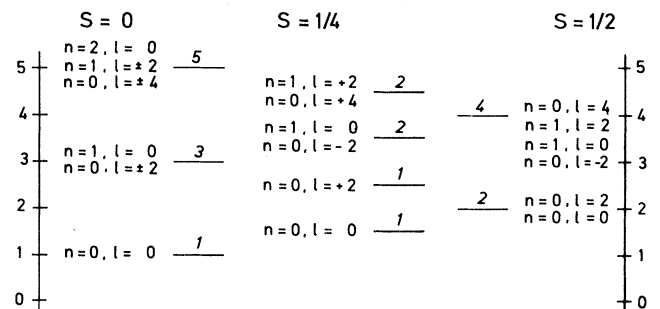 S = 0
S = 1/4
S = 1/2
5
4
3
2
1
0
n=2, l= 0
n=1, l=±2
n=0, l=±4
5
n=1, l= 0
n=0, l=±2
3
n=0, l= 0
1
n=1, l=+2
n=0, l=+4
2
n=1, l= 0
n=0, l=-2
2
n=0, l=+2
1
n=0, l= 0
1
4
n=0, l=4
n=1, l=2
n=1, l=0
n=0, l=-2
2
n=0, l=2
n=0, l=0
5
4
3
2
1
0